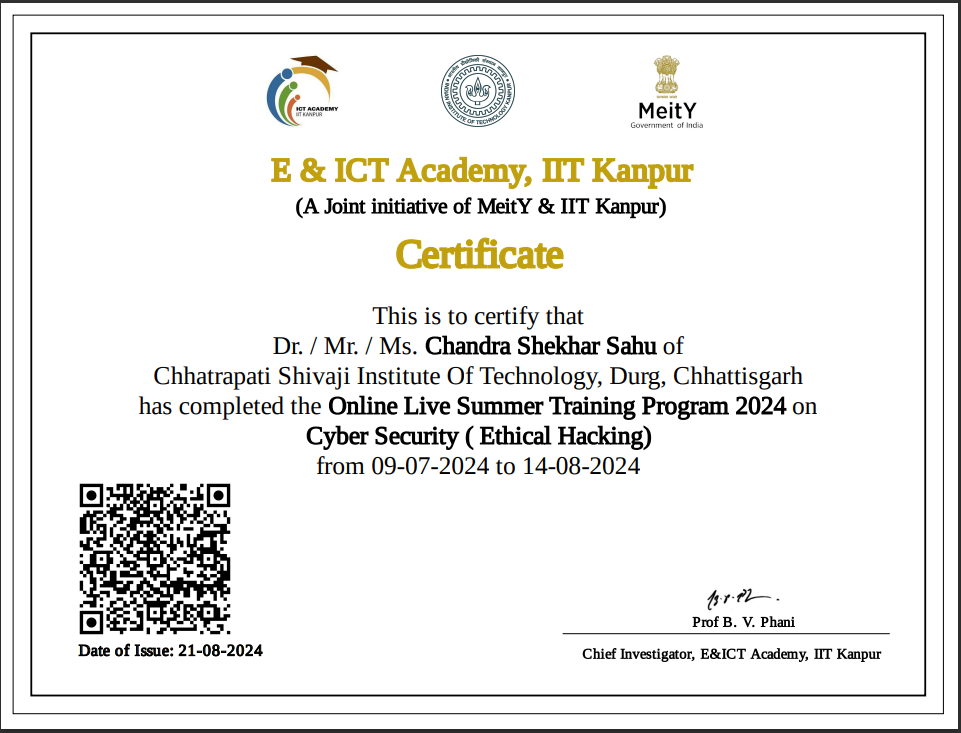 ICT ACADEMY
IIT KANPUR
INDIAN INSTITUTE OF TECHNOLOGY KANPUR
MeitY
Government of India
E & ICT Academy, IIT Kanpur
(A Joint initiative of MeitY & IIT Kanpur)
Certificate
This is to certify that
Dr. / Mr. / Ms. Chandra Shekhar Sahu of
Chhatrapati Shivaji Institute Of Technology, Durg, Chhattisgarh
has completed the Online Live Summer Training Program 2024 on
Cyber Security ( Ethical Hacking)
from 09-07-2024 to 14-08-2024
Date of Issue: 21-08-2024
Prof B. V. Phani
Chief Investigator, E&ICT Academy, IIT Kanpur